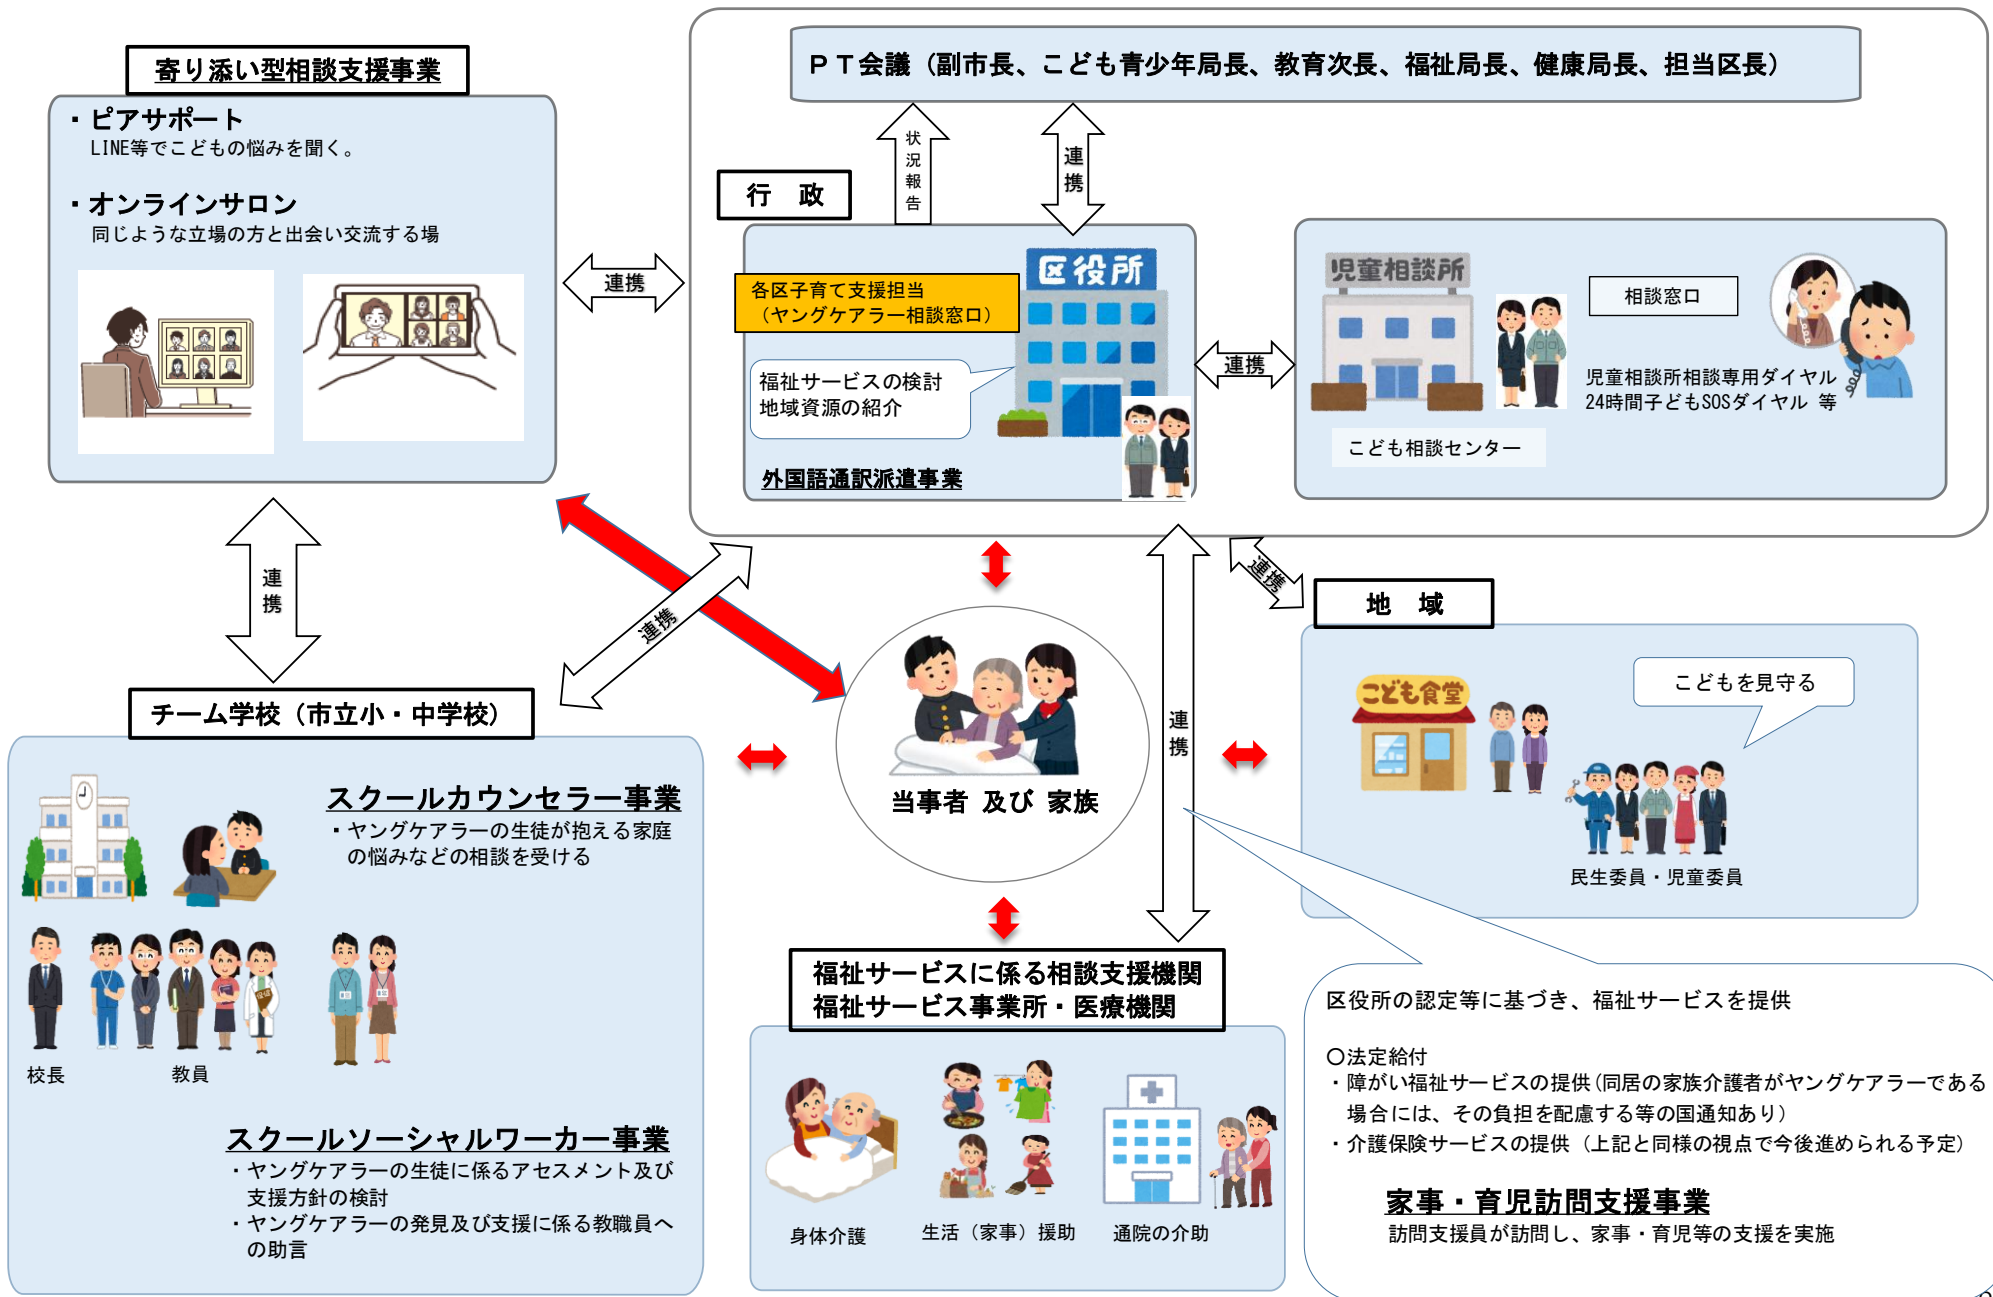 寄り添い型相談支援事業
・ピアサポート
LINE等でこどもの悩みを聞く。
・オンラインサロン
同じような立場の方と出会い交流する場
連携
ＰＴ会議（副市長、こども青少年局長、教育次長、福祉局長、健康局長、担当区長）
状況報告
連携
行　政
区役所
各区子育て支援担当
（ヤングケアラー相談窓口）
福祉サービスの検討
地域資源の紹介
外国語通訳派遣事業
連携
児童相談所
こども相談センター
相談窓口
児童相談所相談専用ダイヤル
24時間子どもSOSダイヤル 等
連携
連携
連携
連携
地　域
こども食堂
こどもを見守る
民生委員・児童委員
当事者 及び 家族
チーム学校（市立小・中学校）
スクールカウンセラー事業
・ヤングケアラーの生徒が抱える家庭
の悩みなどの相談を受ける
校長
教員
スクールソーシャルワーカー事業
・ヤングケアラーの生徒に係るアセスメント及び
支援方針の検討
・ヤングケアラーの発見及び支援に係る教職員へ
の助言
福祉サービスに係る相談支援機関
福祉サービス事業所・医療機関
身体介護
生活（家事）援助
通院の介助
区役所の認定等に基づき、福祉サービスを提供
〇法定給付
・障がい福祉サービスの提供(同居の家族介護者がヤングケアラーである
場合には、その負担を配慮する等の国通知あり）
・介護保険サービスの提供（上記と同様の視点で今後進められる予定）
家事・育児訪問支援事業
訪問支援員が訪問し、家事・育児等の支援を実施